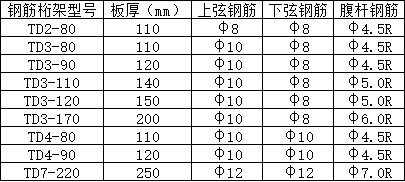 钢筋桁架型号 板厚(mm) 上弦钢筋 下弦钢筋 腹杆钢筋
TD2-80 110 Φ8 Φ8 Φ4.5R
TD3-80 110 Φ10 Φ8 Φ4.5R
TD3-90 120 Φ10 Φ8 Φ4.5R
TD3-110 140 Φ10 Φ8 Φ5.0R
TD3-120 150 Φ10 Φ8 Φ5.0R
TD3-170 200 Φ10 Φ8 Φ6.0R
TD4-80 110 Φ10 Φ10 Φ4.5R
TD4-90 120 Φ10 Φ10 Φ4.5R
TD7-220 250 Φ12 Φ12 Φ7.0R